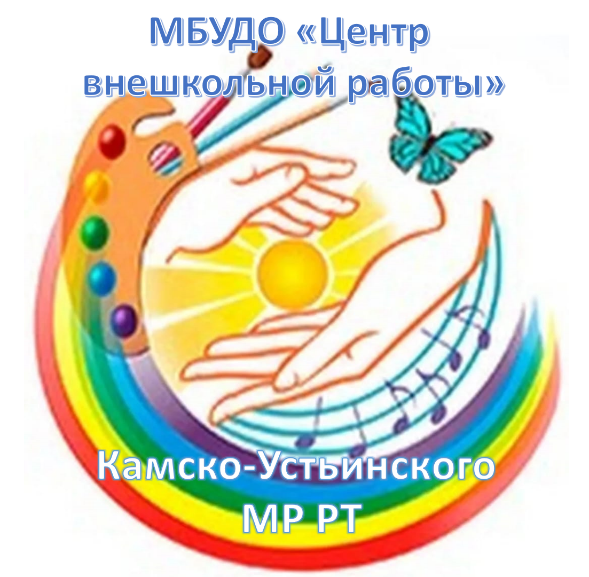 МБУДО «Центр
внешкольной работы»
Камско-Устьинского
МР РТ